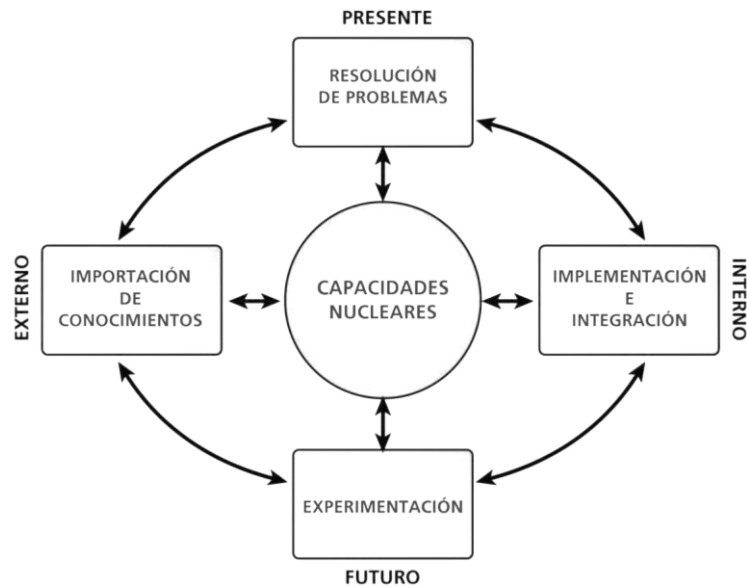 PRESENTE
RESOLUCIÓN
DE PROBLEMAS
EXTERNO
IMPORTACIÓN
DE
CONOCIMIENTOS
CAPACIDADES
NUCLEARES
IMPLEMENTACIÓN
E
INTEGRACIÓN
INTERNO
EXPERIMENTACIÓN
FUTURO